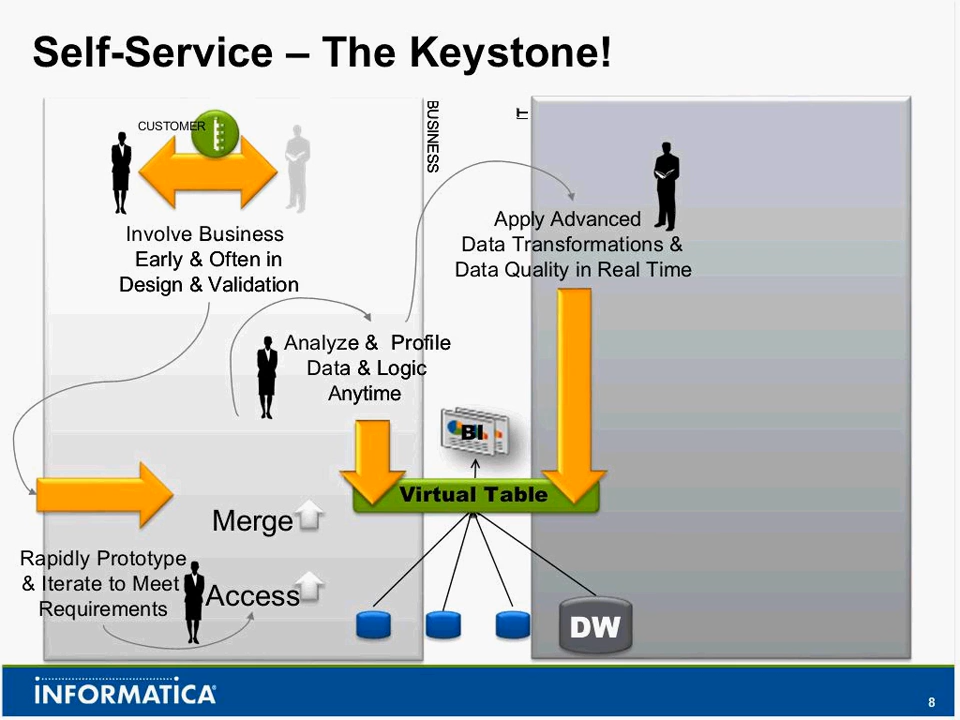 Self-Service – The Keystone!
CUSTOMER
BUSINESS
IT
Involve Business
Early & Often in
Design & Validation
Apply Advanced
Data Transformations &
Data Quality in Real Time
Analyze & Profile
Data & Logic
Anytime
BI
Virtual Table
Merge
Rapidly Prototype
& Iterate to Meet
Requirements
Access
DW
INFORMATICA
8